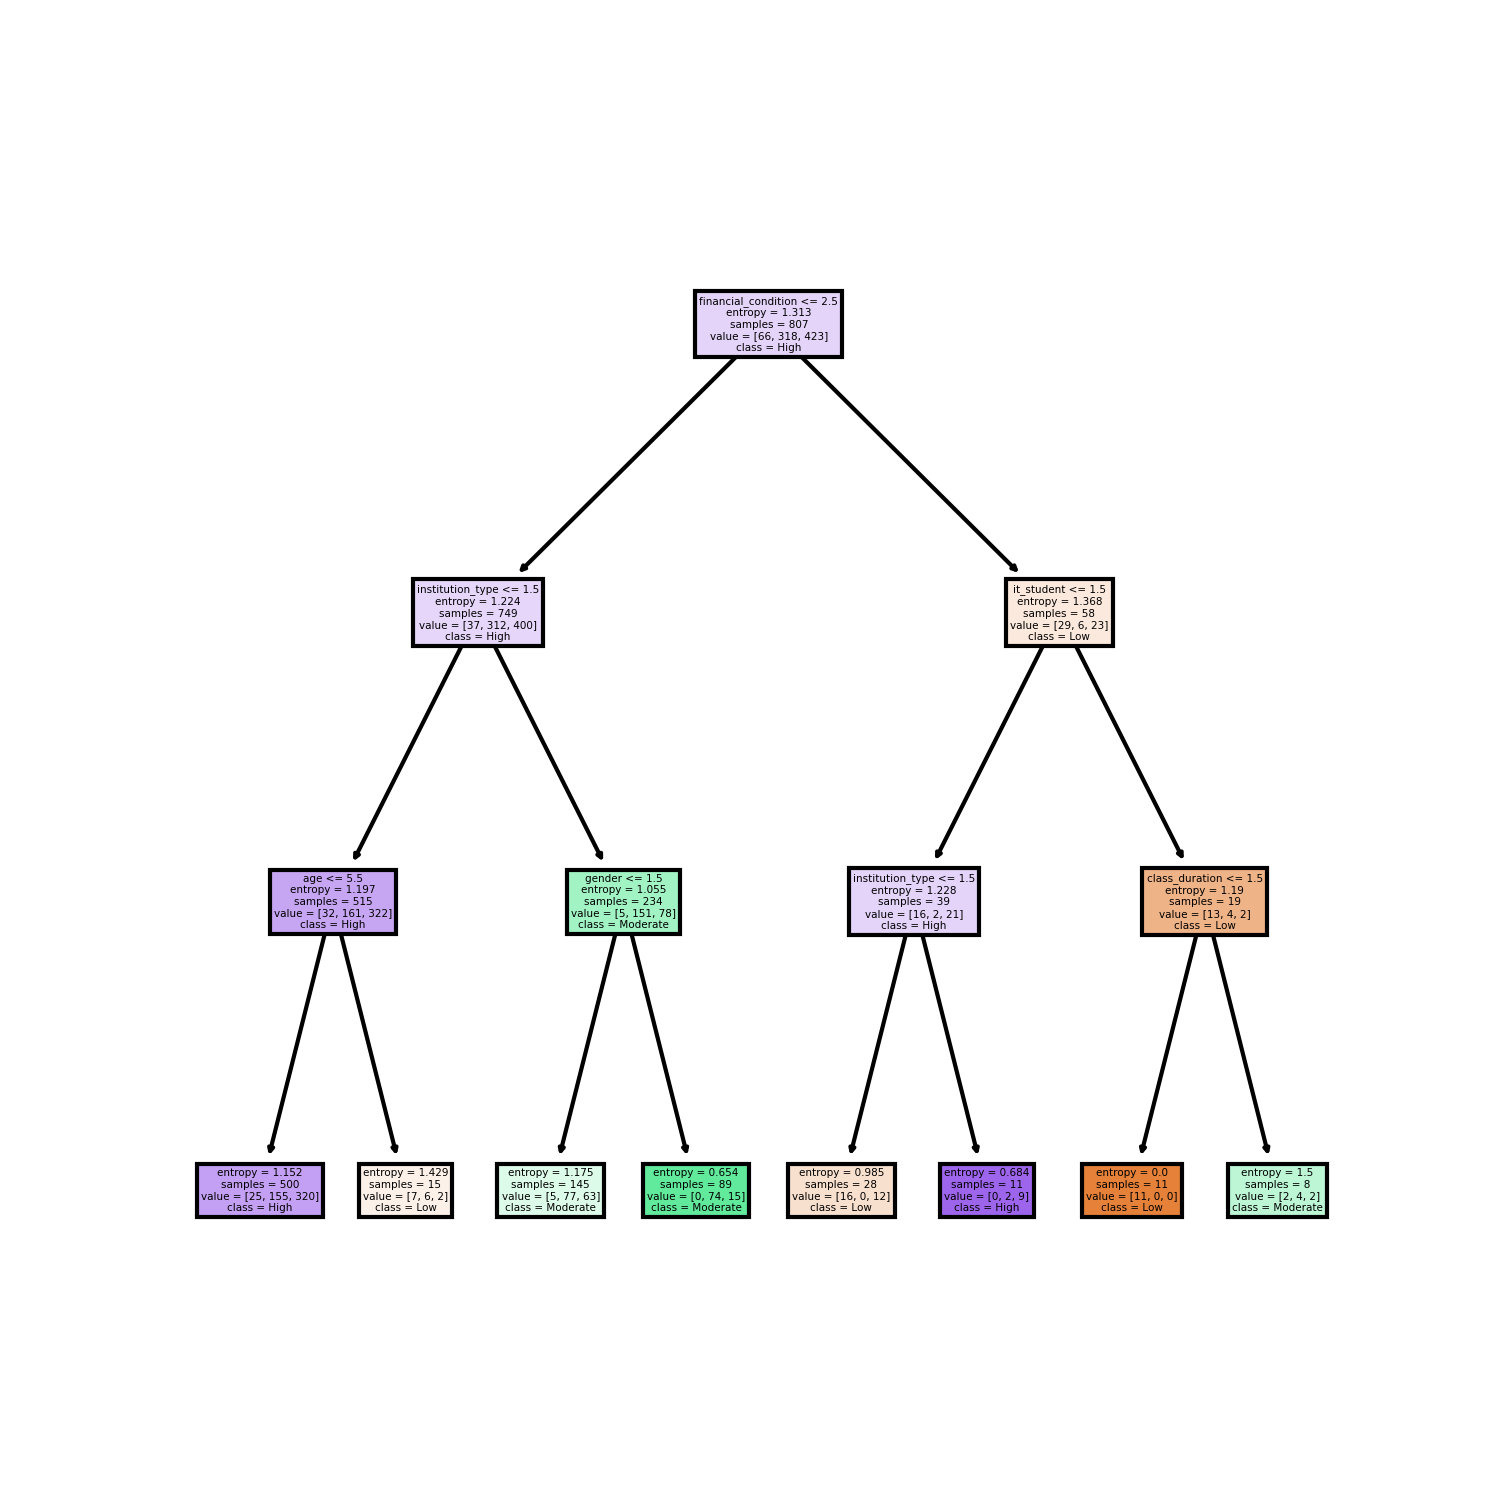 financial_condition <= 2.5
entropy = 1.313
samples = 807
value = [66, 318, 423]
class = High
institution_type <= 1.5
entropy = 1.224
samples = 749
value = [37, 312, 400]
class = High
it_student <= 1.5
entropy = 1.368
samples = 58
value = [29, 6, 23]
class = Low
age <= 5.5
entropy = 1.197
samples = 515
value = [32, 161, 322]
class = High
gender <= 1.5
entropy = 1.055
samples = 234
value = [5, 151, 78]
class = Moderate
institution_type <= 1.5
entropy = 1.228
samples = 39
value = [16, 2, 21]
class = High
class_duration <= 1.5
entropy = 1.19
samples = 19
value = [13, 4, 2]
class = Low
entropy = 1.152
samples = 500
value = [25, 155, 320]
class = High
entropy = 1.429
samples = 15
value = [7, 6, 2]
class = Low
entropy = 1.175
samples = 145
value = [5, 77, 63]
class = Moderate
entropy = 0.654
samples = 89
value = [0, 74, 15]
class = Moderate
entropy = 0.985
samples = 28
value = [16, 0, 12]
class = Low
entropy = 0.684
samples = 11
value = [0, 2, 9]
class = High
entropy = 0.0
samples = 11
value = [11, 0, 0]
class = Low
entropy = 1.5
samples = 8
value = [2, 4, 2]
class = Moderate